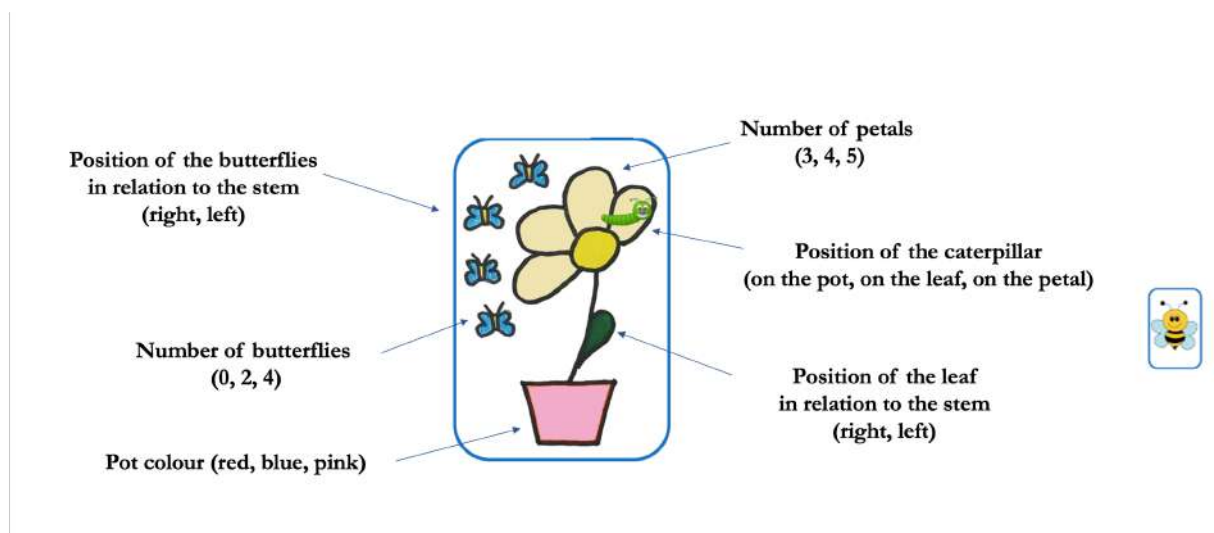 Number of petals
(3, 4, 5)
Position of the butterflies
in relation to the stem
(right, left)
Position of the caterpillar
(on the pot, on the leaf, on the petal)
Number of butterflies
(0, 2, 4)
Position of the leaf
in relation to the stem
(right, left)
Pot colour (red, blue, pink)